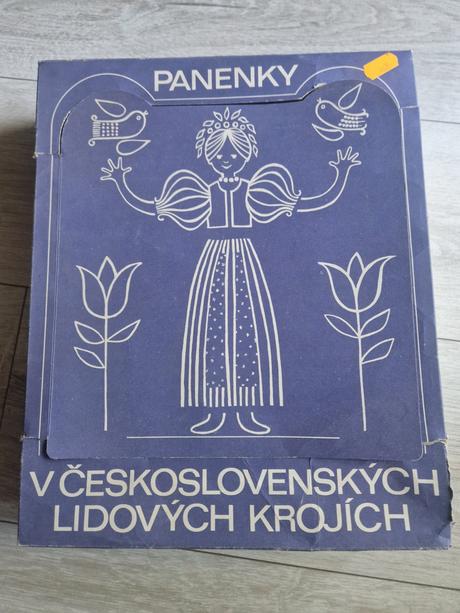 PANENKY
V ČESKOSLOVENSKÝCH
LIDOVÝCH KROJÍCH